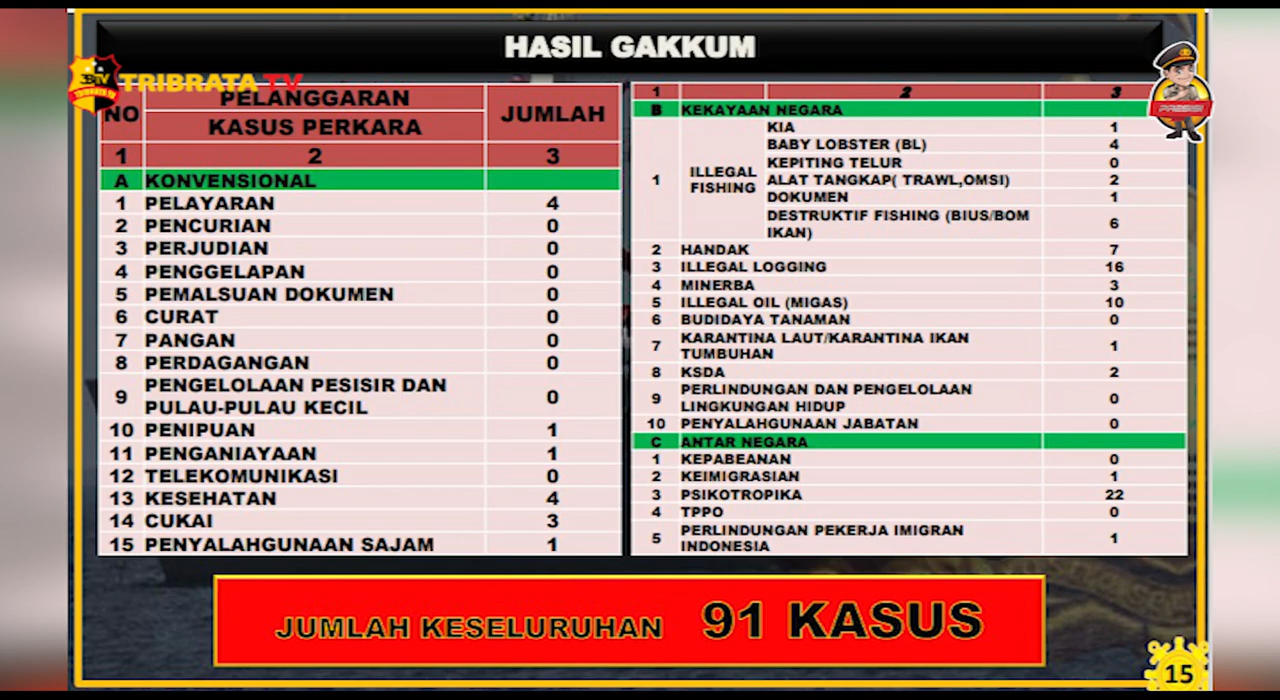 HASIL GAKKUM
TRIBRATA TV
NO
PELANGGARAN
KASUS PERKARA
JUMLAH
1 2 3
A KONVENSIONAL
1 PELAYARAN 4
2 PENCURIAN 0
3 PERJUDIAN 0
4 PENGGELAPAN 0
5 PEMALSUAN DOKUMEN 0
6 CURAT 0
7 PANGAN 0
8 PERDAGANGAN 0
9 PENGELOLAAN PESISIR DAN
PULAU-PULAU KECIL 0
10 PENIPUAN 1
11 PENGANIAYAAN 1
12 TELEKOMUNIKASI 0
13 KESEHATAN 4
14 CUKAI 3
15 PENYALAHGUNAAN SAJAM 1
1 2 3
B KEKAYAAN NEGARA
1 ILLEGAL
FISHING
KIA 1
BABY LOBSTER (BL) 4
KEPITING TELUR 0
ALAT TANGKAP( TRAWL,OMSI) 2
DOKUMEN 1
DESTRUKTIF FISHING (BIUS/BOM
IKAN) 6
2 HANDAK 7
3 ILLEGAL LOGGING 16
4 MINERBA 3
5 ILLEGAL OIL (MIGAS) 10
6 BUDIDAYA TANAMAN 0
7 KARANTINA LAUT/KARANTINA IKAN
TUMBUHAN 1
8 KSDA 2
9 PERLINDUNGAN DAN PENGELOLAAN
LINGKUNGAN HIDUP 0
10 PENYALAHGUNAAN JABATAN 0
C ANTAR NEGARA
1 KEPABEANAN 0
2 KEIMIGRASIAN 1
3 PSIKOTROPIKA 22
4 TPPO 0
5 PERLINDUNGAN PEKERJA IMIGRAN
INDONESIA 1
JUMLAH KESELURUHAN 91 KASUS
15